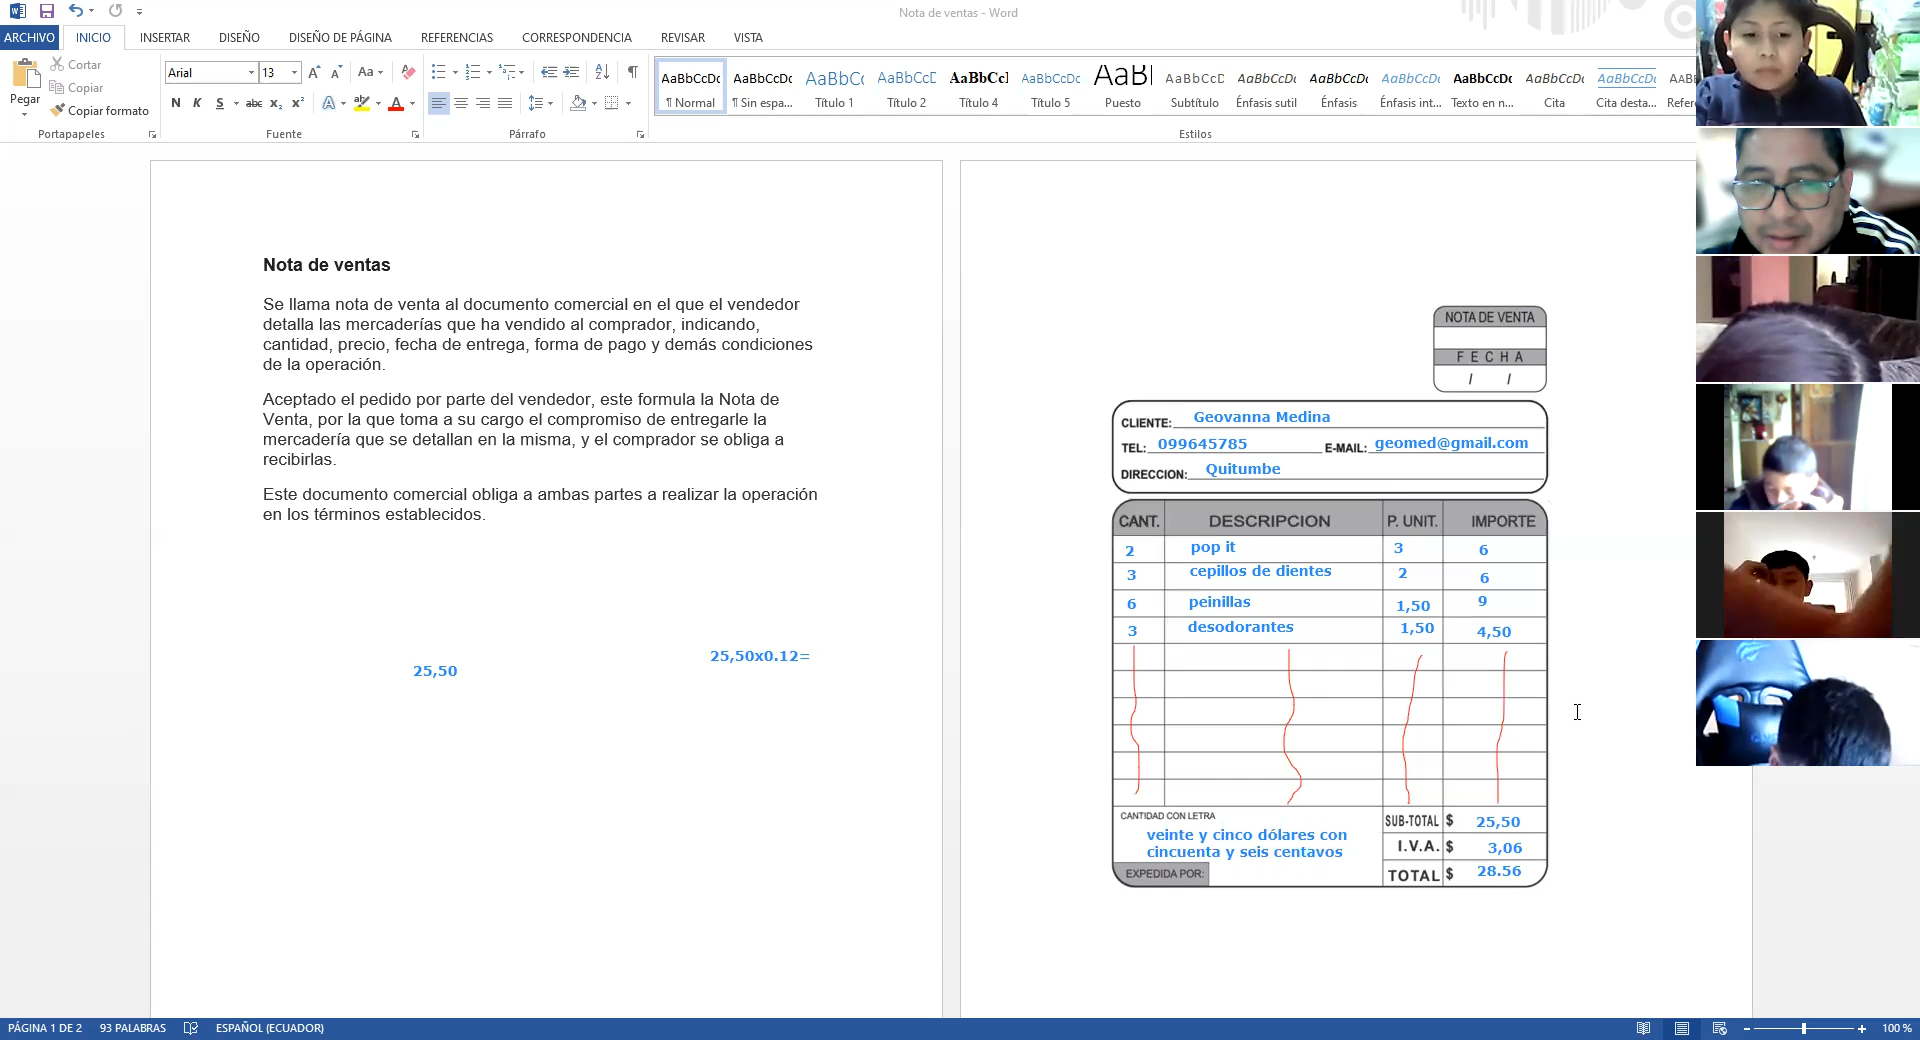 Nota de ventas - Word
ARCHIVO INICIO INSERTAR DISEÑO DISEÑO DE PÁGINA REFERENCIAS CORRESPONDENCIA REVISAR VISTA
Pegar
Cortar
Copiar
Copiar formato
Portapapeles
Arial 13
Aa
N K S abc x₂ x²
Fuente
Párrafo
AaBbCcDc AaBbCcDc AaBbCc AaBbCcD AaBbCc AaBbCcDc AaBl AaBbCcD AaBbCcDc AaBbCcDc AaBbCcDc AaBbCcDc AaBbCcDc AaBbCcDc AaBB
¶ Normal ¶ Sin espa... Título 1 Título 2 Título 4 Título 5 Puesto Subtítulo Énfasis sutil Énfasis Énfasis int... Texto en n... Cita Cita desta... Refer
Estilos
Nota de ventas
Se llama nota de venta al documento comercial en el que el vendedor
detalla las mercaderías que ha vendido al comprador, indicando,
cantidad, precio, fecha de entrega, forma de pago y demás condiciones
de la operación.
Aceptado el pedido por parte del vendedor, este formula la Nota de
Venta, por la que toma a su cargo el compromiso de entregarle la
mercadería que se detallan en la misma, y el comprador se obliga a
recibirlas.
Este documento comercial obliga a ambas partes a realizar la operación
en los términos establecidos.
25,50x0.12=
25,50
NOTA DE VENTA
FECHA
/ /
CLIENTE: Geovanna Medina
TEL: 099645785 E-MAIL: geomed@gmail.com
DIRECCION: Quitumbe
CANT. DESCRIPCION P. UNIT. IMPORTE
2 pop it 3 6
3 cepillos de dientes 2 6
6 peinillas 1,50 9
3 desodorantes 1,50 4,50
CANTIDAD CON LETRA
veinte y cinco dólares con
cincuenta y seis centavos
EXPEDIDA POR:
SUB-TOTAL $ 25,50
I.V.A. $ 3,06
TOTAL $ 28.56
PÁGINA 1 DE 2 93 PALABRAS ESPAÑOL (ECUADOR) 100 %